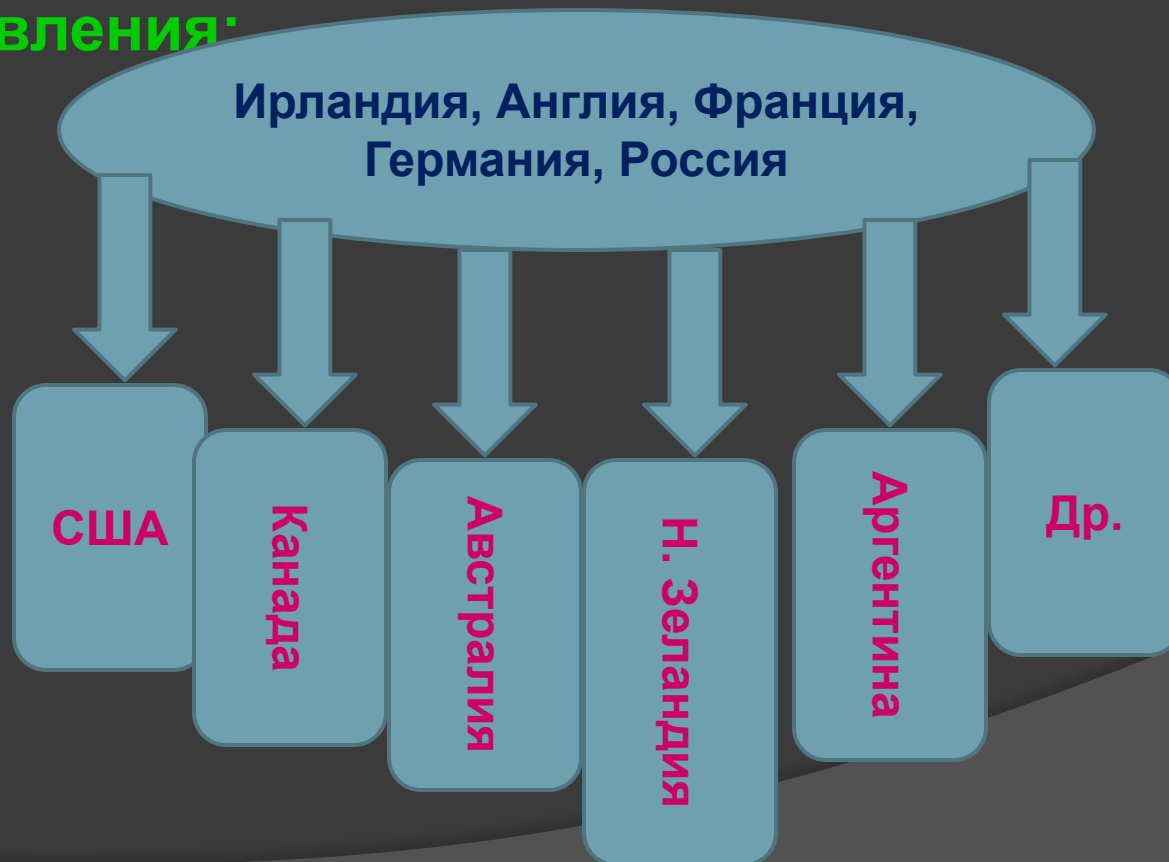 вления:
Ирландия, Англия, Франция,
Германия, Россия
США
Канада
Австралия
Н. Зеландия
Аргентина
Др.